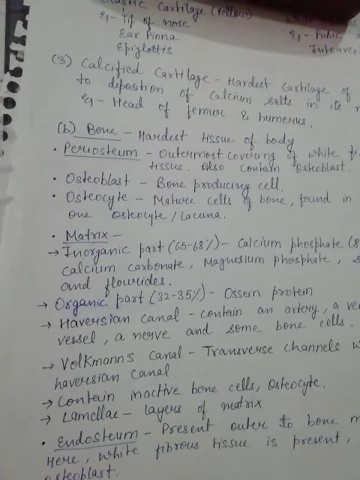 Elastic Cartilage (Yellow)
Eg- Tip of nose
Ear Pinna
Epiglottis
Eg- Pubic
(3) Calcified Cartilage - Hardest cartilage of
to deposition of calcium salts in its
Eg- Head of femur & humerus.
(b) Bone - Hardest tissue of body
• Periosteum - Outermost covering of white
tissue. Also contain osteoblast.
• Osteoblast - Bone producing cell.
• Osteocyte - Mature cells of bone, found in
one osteocyte/lacuna.
• Matrix -
→ Inorganic part (65-68%) - Calcium phosphate (8
calcium carbonate, Magnesium phosphate,
and flourides.
→ Organic part (32-35%) - Ossein protein
→ Haversian canal - contain an artery, a
vessel, a nerve and some bone cells.
→ Volkmann's canal - Transverse channels
haversian canal
→ Contain inactive bone cells, Osteocyte.
→ Lamellae - layers of matrix
• Endosteum - Present outer to bone
Here, white fibrous tissue is present,
osteoblast.